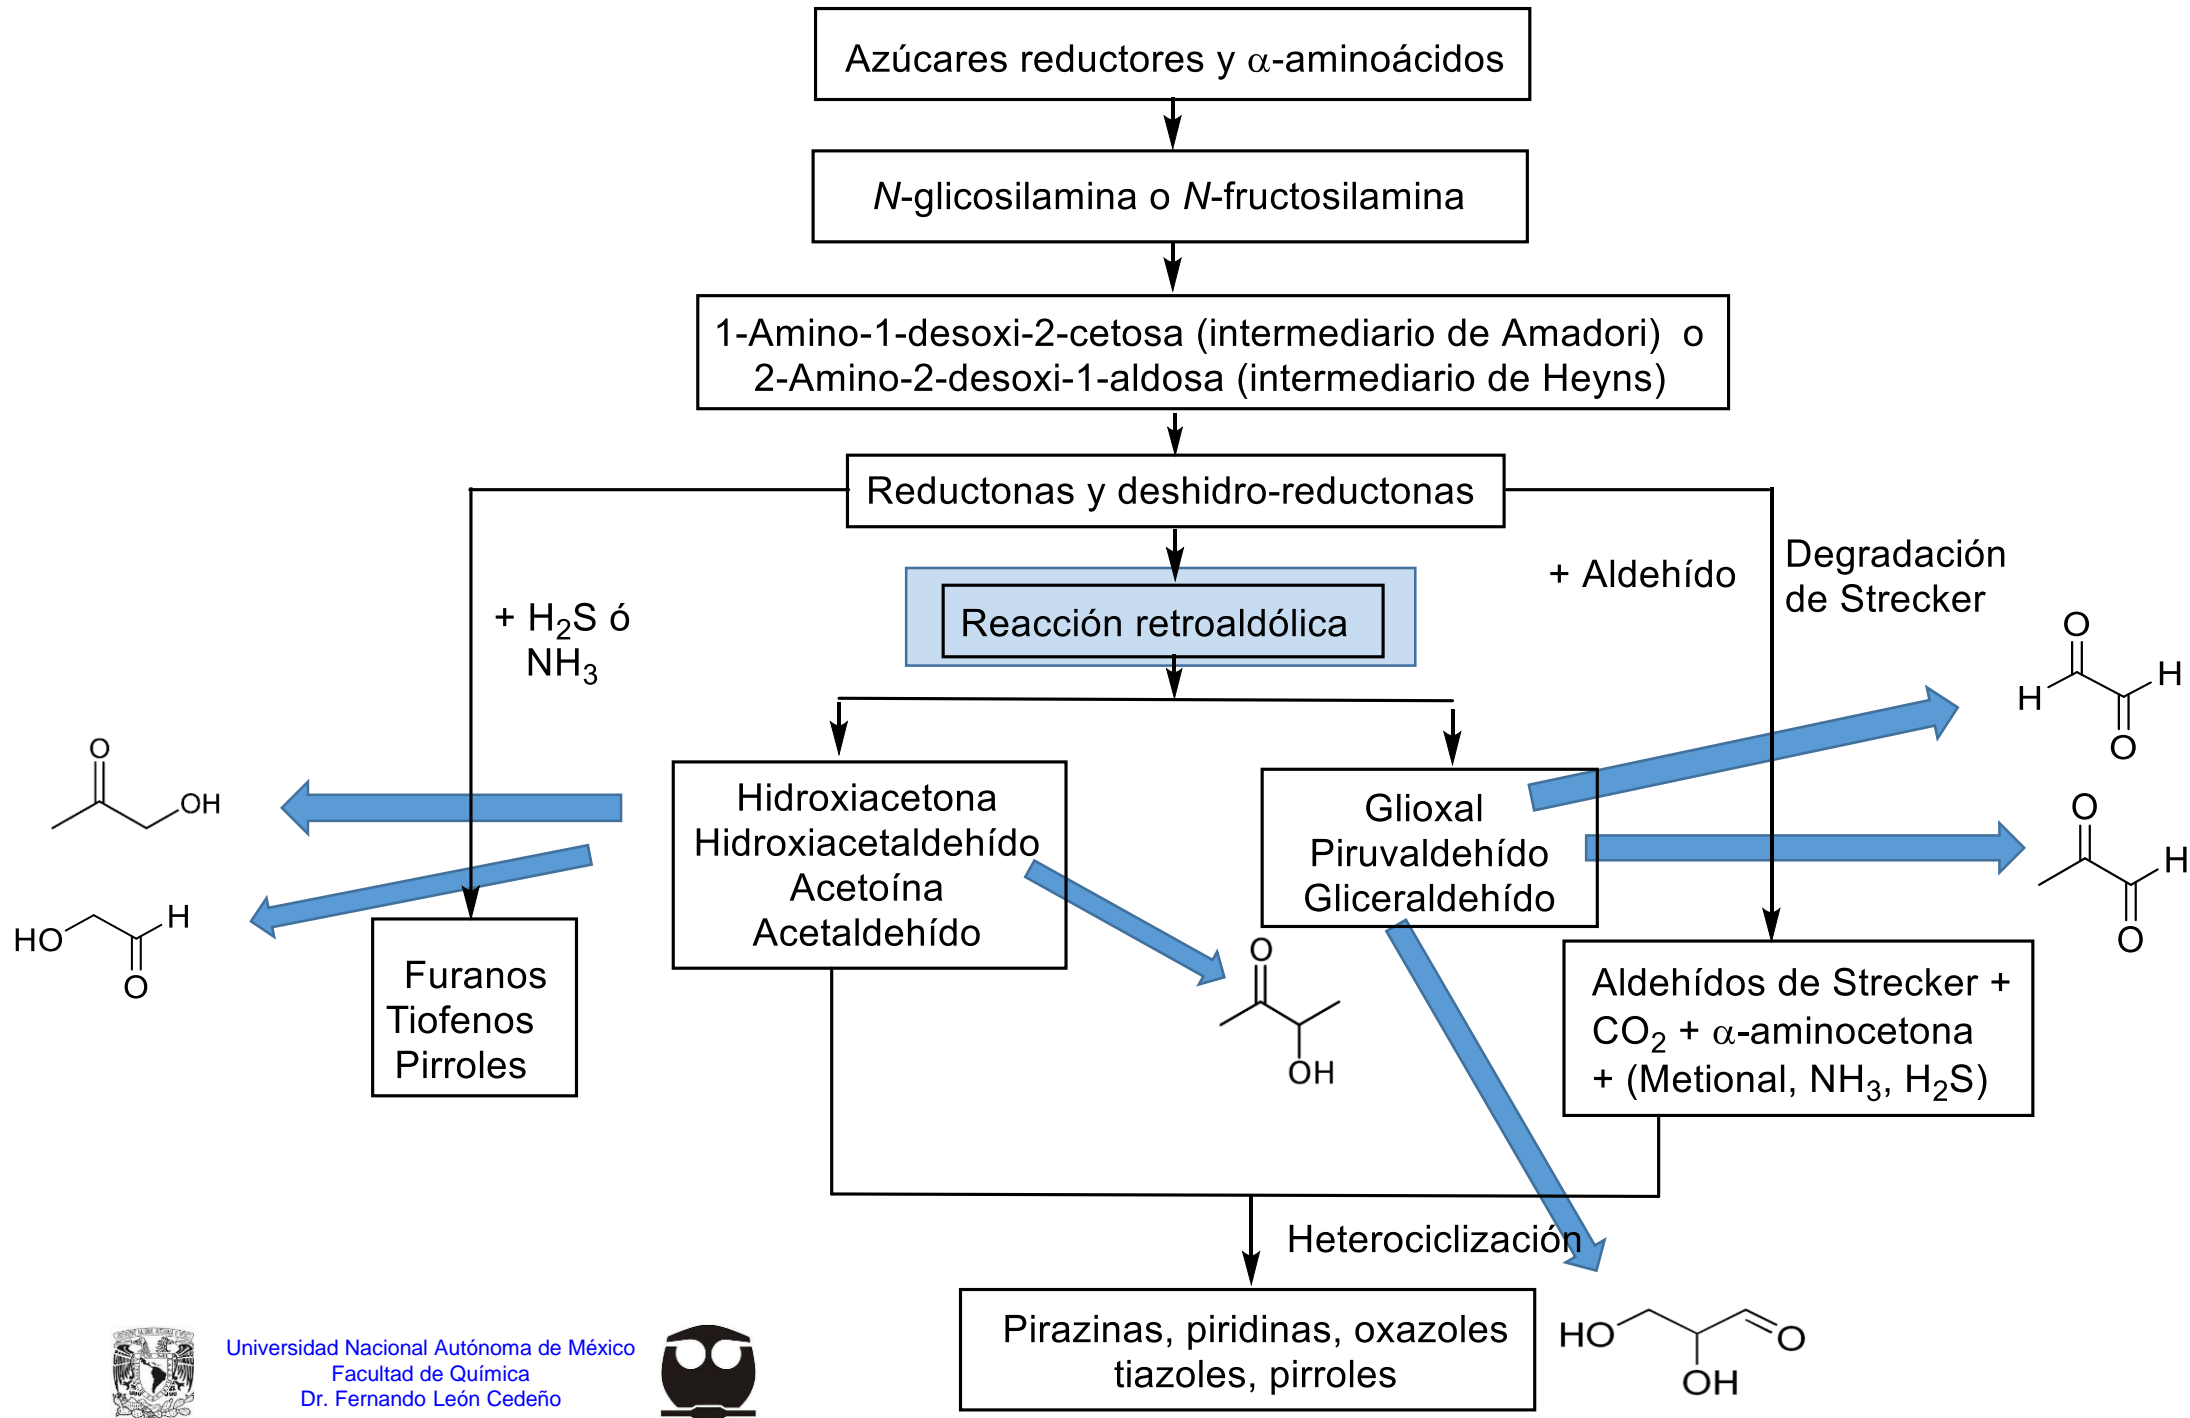 Azúcares reductores y α-aminoácidos
N-glicosilamina o N-fructosilamina
1-Amino-1-desoxi-2-cetosa (intermediario de Amadori) o
2-Amino-2-desoxi-1-aldosa (intermediario de Heyns)
Reductonas y deshidro-reductonas
+ H₂S ó
NH₃
Reacción retroaldólica
+ Aldehído
Degradación
de Strecker
O
H
H
O
O
OH
HO
H
O
Hidroxiacetona
Hidroxiacetaldehído
Acetoína
Acetaldehído
Glioxal
Piruvaldehído
Gliceraldehído
O
H
O
Furanos
Tiofenos
Pirroles
O
OH
Aldehídos de Strecker +
CO₂ + α-aminocetona
+ (Metional, NH₃, H₂S)
Heterociclización
Pirazinas, piridinas, oxazoles
tiazoles, pirroles
HO
O
OH
Universidad Nacional Autónoma de México
Facultad de Química
Dr. Fernando León Cedeño